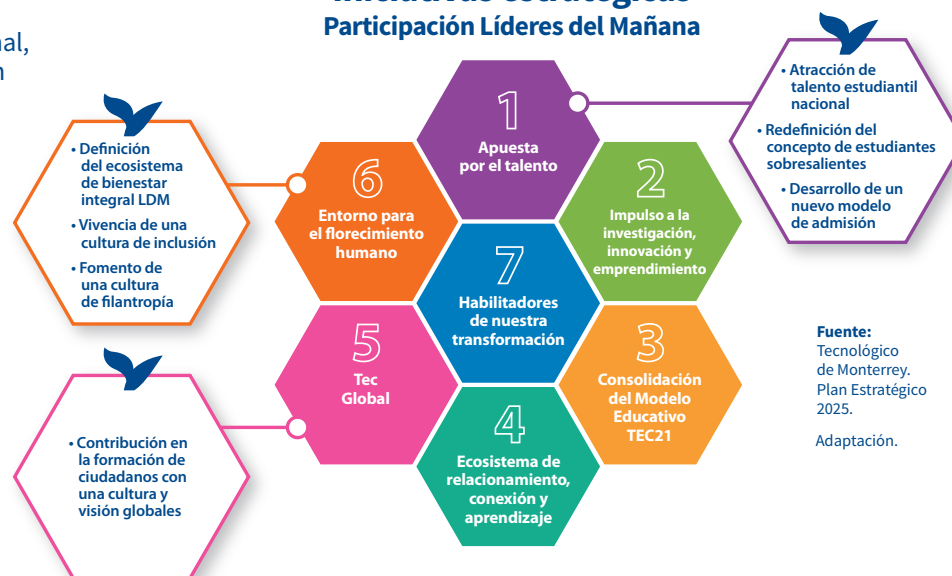 Participación Líderes del Mañana
1
Apuesta
por el talento
2
Impulso a la
investigación,
innovación y
emprendimiento
3
Consolidación
del Modelo
Educativo
TEC21
4
Ecosistema de
relacionamiento,
conexión y
aprendizaje
5
Tec
Global
6
Entorno para
el florecimiento
humano
7
Habilitadores
de nuestra
transformación
• Atracción de
talento estudiantil
nacional
• Redefinición del
concepto de estudiantes
sobresalientes
• Desarrollo de un
nuevo modelo
de admisión
• Definición
del ecosistema
de bienestar
integral LDM
• Vivencia de una
cultura de inclusión
• Fomento de
una cultura
de filantropía
• Contribución en
la formación de
ciudadanos con
una cultura y
visión globales
Fuente:
Tecnológico
de Monterrey.
Plan Estratégico
2025.
Adaptación.